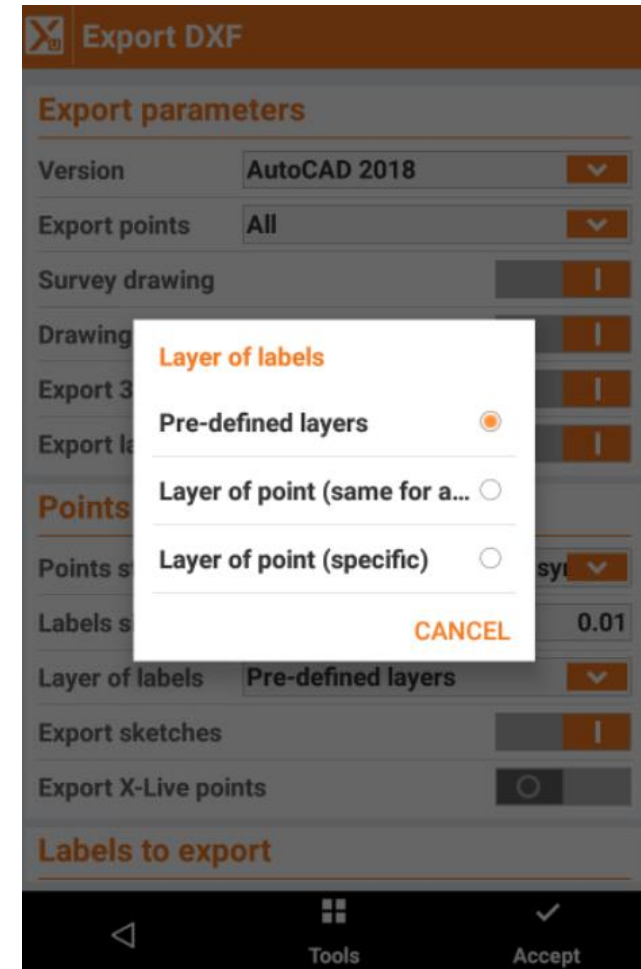 Export DXF
Export parameters
Version AutoCAD 2018
Export points All
Survey drawing
Drawing
Export 3
Export la
Layer of labels
Pre-defined layers
Layer of point (same for a...
Layer of point (specific)
CANCEL
Points
Points s syı
Labels s 0.01
Layer of labels Pre-defined layers
Export sketches
Export X-Live points
Labels to export
Tools Accept